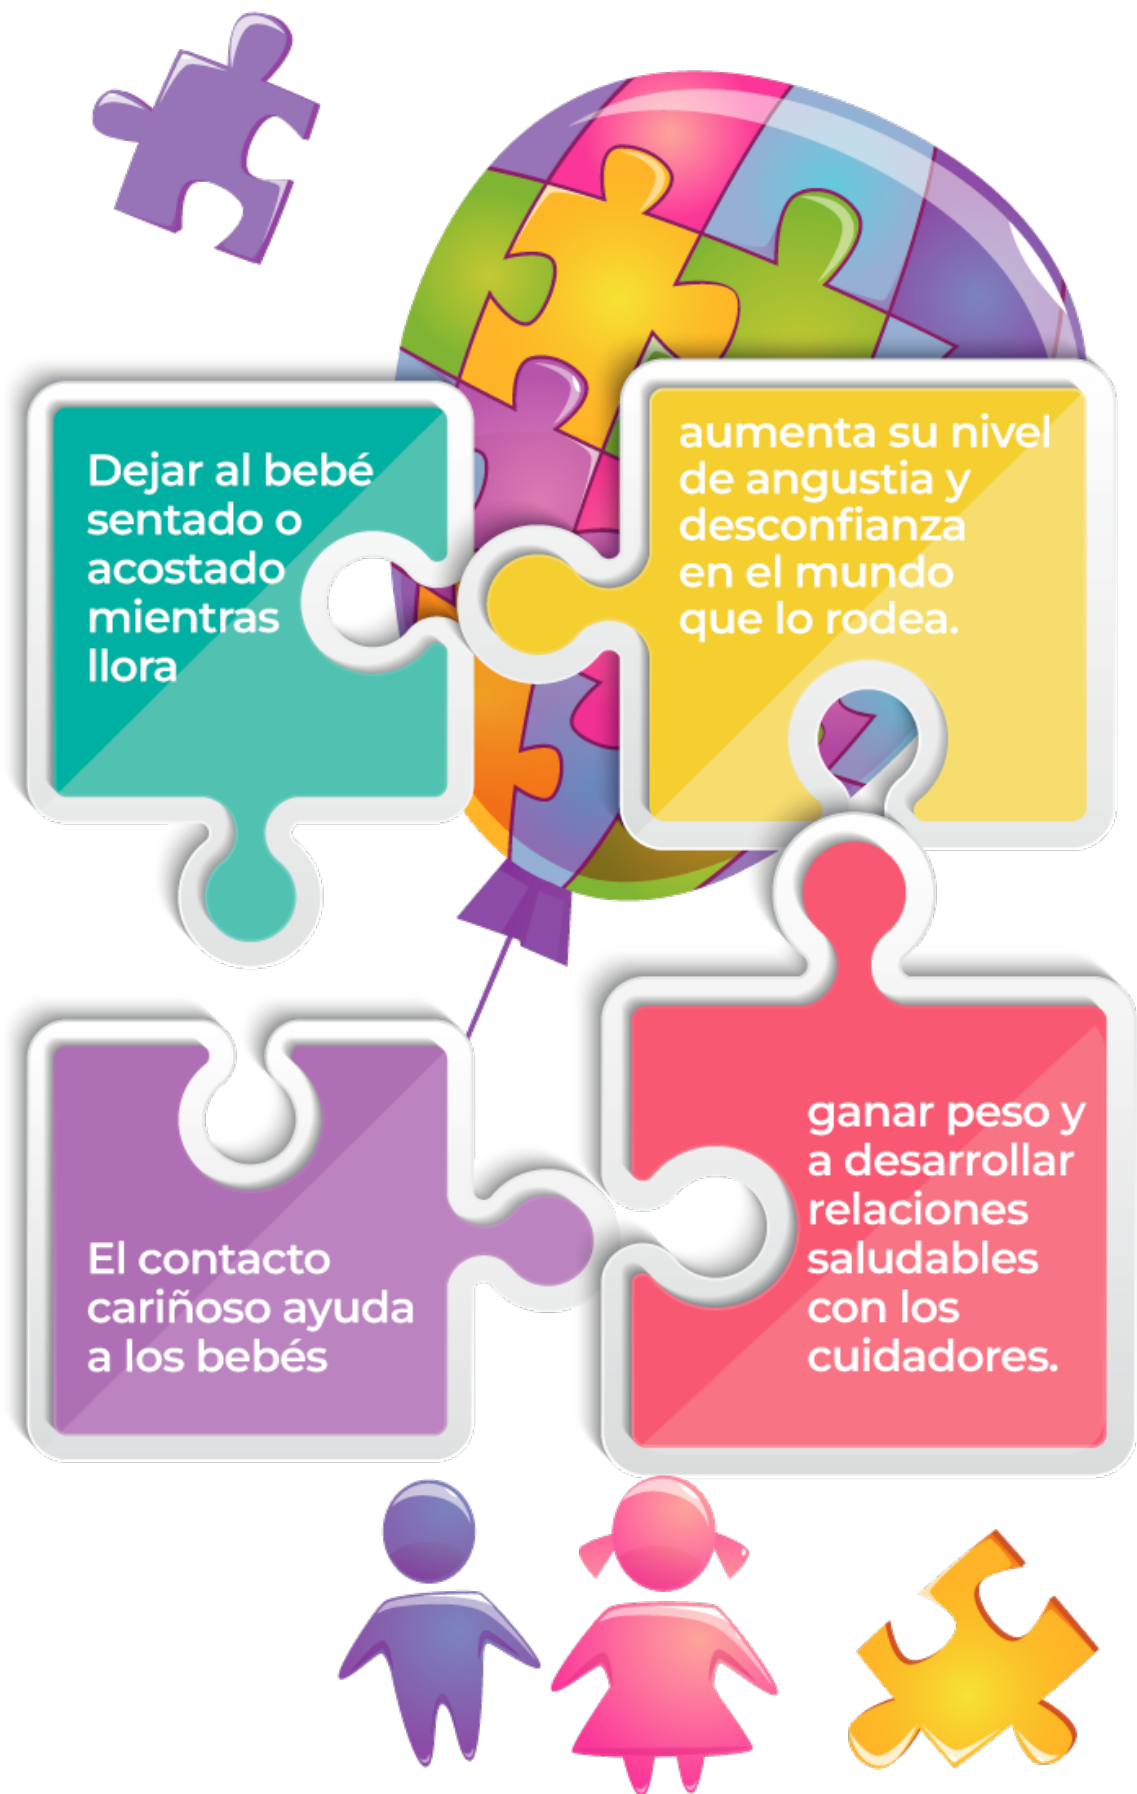 Dejar al bebé
sentado o
acostado
mientras
llora
aumenta su nivel
de angustia y
desconfianza
en el mundo
que lo rodea.
El contacto
cariñoso ayuda
a los bebés
ganar peso y
a desarrollar
relaciones
saludables
con los
cuidadores.